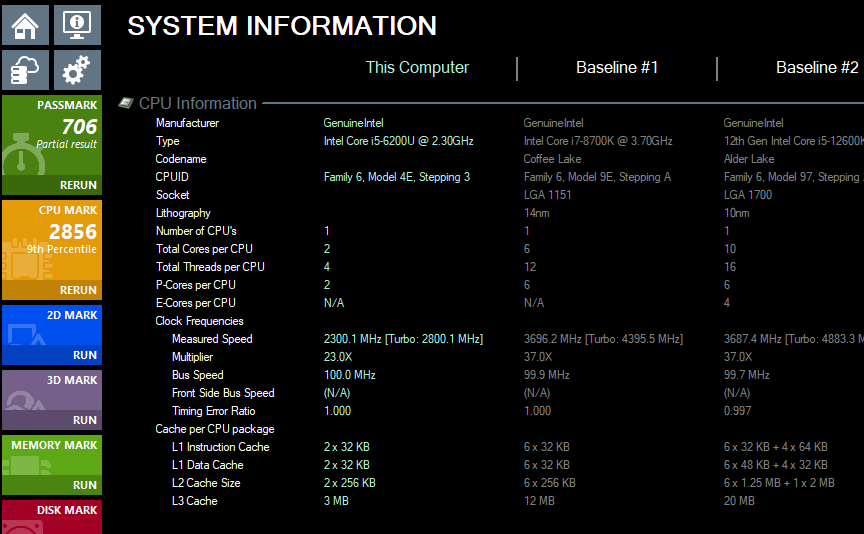 SYSTEM INFORMATION
This Computer Baseline #1 Baseline #2
PASSMARK
706
Partial result
RERUN
CPU MARK
2856
9th Percentile
RERUN
2D MARK
RUN
3D MARK
RUN
MEMORY MARK
RUN
DISK MARK
CPU Information
Manufacturer GenuineIntel GenuineIntel GenuineIntel
Type Intel Core i5-6200U @ 2.30GHz Intel Core i7-8700K @ 3.70GHz 12th Gen Intel Core i5-12600K
Codename Coffee Lake Alder Lake
CPUID Family 6, Model 4E, Stepping 3 Family 6, Model 9E, Stepping A Family 6, Model 97, Stepping
Socket LGA 1151 LGA 1700
Lithography 14nm 10nm
Number of CPU's 1 1 1
Total Cores per CPU 2 6 10
Total Threads per CPU 4 12 16
P-Cores per CPU 2 6 6
E-Cores per CPU N/A N/A 4
Clock Frequencies
Measured Speed 2300.1 MHz [Turbo: 2800.1 MHz] 3696.2 MHz [Turbo: 4395.5 MHz] 3687.4 MHz [Turbo: 4883.3 M
Multiplier 23.0X 37.0X 37.0X
Bus Speed 100.0 MHz 99.9 MHz 99.7 MHz
Front Side Bus Speed (N/A) (N/A) (N/A)
Timing Error Ratio 1.000 1.000 0.997
Cache per CPU package
L1 Instruction Cache 2 x 32 KB 6 x 32 KB 6 x 32 KB + 4 x 64 KB
L1 Data Cache 2 x 32 KB 6 x 32 KB 6 x 48 KB + 4 x 32 KB
L2 Cache Size 2 x 256 KB 6 x 256 KB 6 x 1.25 MB + 1 x 2 MB
L3 Cache 3 MB 12 MB 20 MB